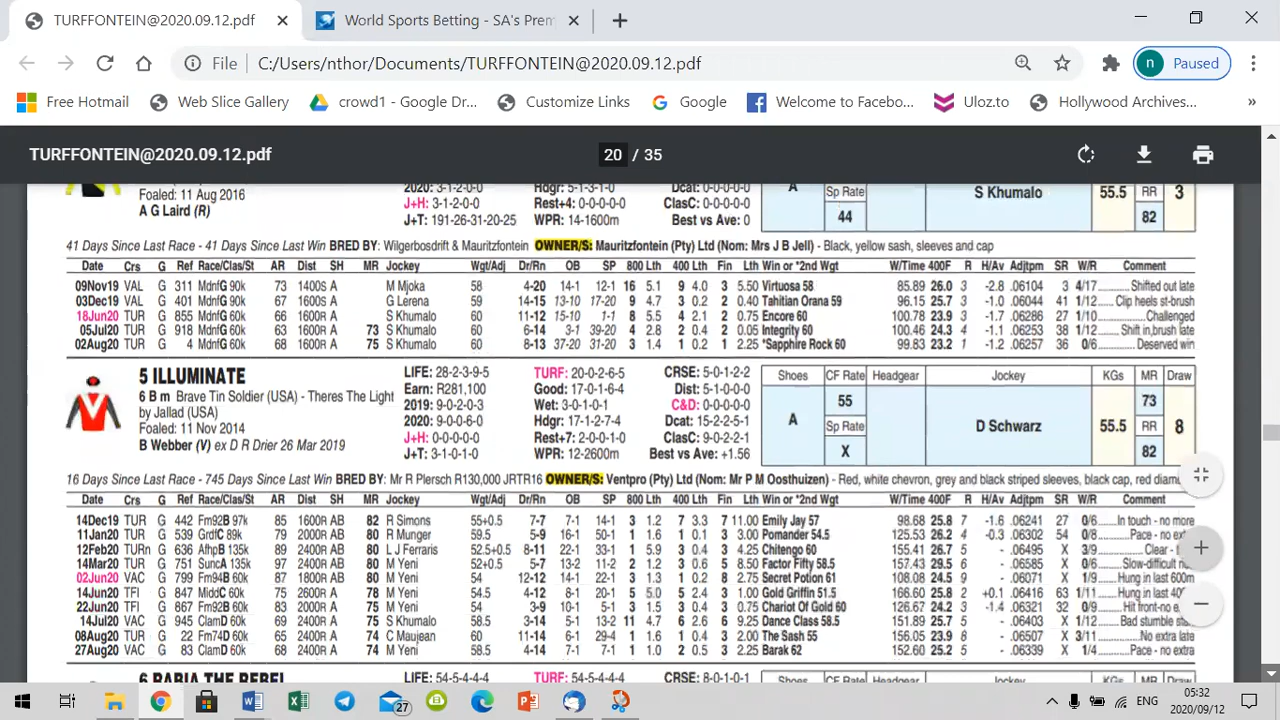 TURFFONTEIN@2020.09.12.pdf
World Sports Betting - SA's Prem
File C:/Users/nthor/Documents/TURFFONTEIN@2020.09.12.pdf
n Paused
Free Hotmail Web Slice Gallery crowd1 - Google Dr... Customize Links Google Welcome to Facebo... Uloz.to Hollywood Archives... »
TURFFONTEIN@2020.09.12.pdf 20 / 35
Foaled: 11 Aug 2016 2020: 3-1-2-0-0 Hdgr: 5-1-3-1-0 Dcat: 0-0-0-0-0 A Sp Rate S Khumalo 55.5 RR 3
A G Laird (R) J+H: 3-1-2-0-0 Rest+4: 0-0-0-0-0 ClasC: 0-0-0-0-0 44 82
J+T: 191-26-31-20-25 WPR: 14-1600m Best vs Ave: 0
41 Days Since Last Race - 41 Days Since Last Win BRED BY: Wilgerbosdrift & Mauritzfontein OWNER/S: Mauritzfontein (Pty) Ltd (Nom: Mrs J B Jell) - Black, yellow sash, sleeves and cap
Date Crs G Ref Race/Clas/St AR Dist SH MR Jockey Wgt/Adj Dr/Rn OB SP 800 Lth 400 Lth Fin Lth Win or *2nd Wgt W/Time 400F R H/Av Adjtpm SR W/R Comment
09Nov19 VAL G 311 MdnfG 90k 73 1400S A M Mjoka 58 4-20 14-1 12-1 16 5.1 9 4.0 3 5.50 Virtuosa 58 85.89 26.0 3 -2.8 .06104 3 4/17 Shifted out late
03Dec19 VAL G 401 MdnfG 90k 67 1600S A G Lerena 59 14-15 13-10 17-20 9 4.7 3 0.2 2 0.40 Tahitian Orana 59 96.15 25.7 3 -1.0 .06044 41 1/12 Clip heels st-brush
18Jun20 TUR G 855 MdnfG 90k 66 1600R A S Khumalo 60 11-12 15-10 1-1 8 5.5 4 2.1 2 0.75 Encore 60 100.78 23.9 3 -1.7 .06286 27 1/10 Challenged
05Jul20 TUR G 918 MdnfG 60k 63 1600R A 73 S Khumalo 60 6-14 3-1 39-20 4 2.8 2 0.4 2 0.05 Integrity 60 100.46 24.3 4 -1.1 .06253 38 1/12 Shift in,brush late
02Aug20 TUR G 4 MdnfG 60k 68 1600R A 75 S Khumalo 60 8-13 37-20 31-20 3 1.4 1 0.2 1 2.25 *Sapphire Rock 60 99.83 23.2 1 -1.2 .06257 36 0/6 Deserved win
5 ILLUMINATE LIFE: 28-2-3-9-5 TURF: 20-0-2-6-5 CRSE: 5-0-1-2-2 Shoes CF Rate Headgear Jockey KGs MR Draw
6 B m Brave Tin Soldier (USA) - Theres The Light Earn: R281,100 Good: 17-0-1-6-4 Dist: 5-1-0-0-0 55 73
by Jallad (USA) 2019: 9-0-2-0-3 Wet: 3-0-1-0-1 C&D: 0-0-0-0-0 A Sp Rate D Schwarz 55.5 RR 8
Foaled: 11 Nov 2014 2020: 9-0-0-6-0 Hdgr: 17-1-2-7-4 Dcat: 15-2-2-5-1 X 82
B Webber (V) ex D R Drier 26 Mar 2019 J+H: 0-0-0-0-0 Rest+7: 2-0-0-1-0 ClasC: 9-0-2-2-1
J+T: 3-1-0-1-0 WPR: 12-2600m Best vs Ave: +1.56
16 Days Since Last Race - 745 Days Since Last Win BRED BY: Mr R Plersch R130,000 JRTR16 OWNER/S: Ventpro (Pty) Ltd (Nom: Mr P M Oosthuizen) - Red, white chevron, grey and black striped sleeves, black cap, red diam
Date Crs G Ref Race/Clas/St AR Dist SH MR Jockey Wgt/Adj Dr/Rn OB SP 800 Lth 400 Lth Fin Lth Win or *2nd Wgt W/Time 400F R H/Av Adjtpm SR W/R Comment
14Dec19 TUR G 442 Fm92B 97k 85 1600R AB 82 R Simons 55+0.5 7-7 7-1 14-1 3 1.2 7 3.3 7 11.00 Emily Jay 57 98.68 25.8 7 -1.6 .06241 27 0/6 In touch - no more
11Jan20 TUR G 539 GrdfC 89k 79 2000R AB 80 R Munger 59.5 5-9 16-1 50-1 1 1.6 1 0.1 3 3.00 Pomander 54.5 125.53 26.2 4 -0.3 .06302 54 0/8 Pace - no ex
12Feb20 TURn G 636 AfhpB 135k 89 2400R AB 80 L J Ferraris 52.5+0.5 8-11 22-1 33-1 1 5.9 3 0.4 3 4.25 Chitengo 60 155.41 26.7 5 - .06495 X 3/9 Clear -
14Mar20 TUR G 751 SuncA 135k 97 2400R AB 80 M Yeni 52+0.5 5-7 13-2 11-2 2 1.2 3 0.6 5 8.50 Factor Fifty 58.5 157.43 29.5 6 - .06585 X 0/6 Slow-difficult
02Jun20 VAC G 799 Fm94B 60k 87 1800R AB 80 M Yeni 54 12-12 14-1 22-1 3 1.3 1 0.2 8 2.75 Secret Potion 61 108.08 24.5 9 - .06071 X 1/9 Hung in last 600m
14Jun20 TFI G 847 MiddC 60k 75 2600R A 78 M Yeni 54.5 4-12 8-1 20-1 5 5.0 5 2.4 3 1.00 Gold Griffin 51.5 166.60 25.8 2 +0.1 .06416 63 1/11 Hung in last 40
22Jun20 TFI G 867 Fm92B 60k 83 2000R A 75 M Yeni 54 3-9 10-1 5-1 3 1.5 3 0.4 3 0.75 Chariot Of Gold 60 126.67 24.2 3 -1.4 .06321 32 0/9 Hit front-no e
14Jul20 VAC G 945 ClamD 60k 69 2400R A 75 S Khumalo 58.5 3-14 5-1 13-2 11 4.7 6 2.6 6 9.25 Dance Class 58.5 151.89 25.7 5 - .06403 X 1/12 Bad stumble st
08Aug20 TUR G 22 Fm74D 60k 65 2400R A 74 C Maujean 60 11-14 6-1 29-4 1 1.6 1 0.4 3 2.00 The Sash 55 156.05 23.9 8 - .06507 X 3/11 No extra late
27Aug20 VAC G 83 ClamD 60k 68 2400R A 74 M Yeni 58.5 4-14 7-1 7-1 1 1.0 2 0.5 3 2.25 Barak 62 152.60 25.2 5 - .06339 X 1/4 Pace - no extra
6 RABIA THE REBEL LIFE: 54-5-4-4-4 TURF: 54-5-4-4-4 CRSE: 8-0-1-0-1 Shoes CF Rate Headgear Jockey KGs MR Draw
27 ENG 05:32
2020/09/12